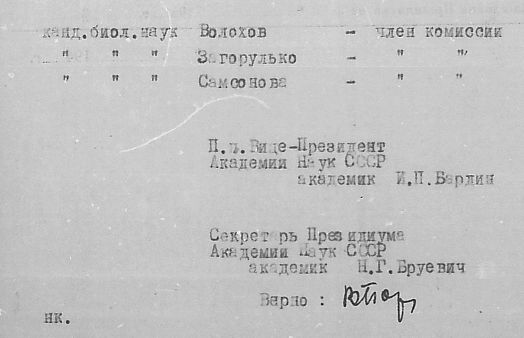 канд.биол.наук Волохов - член комиссии
" " " Загорулько - " "
" " " Самсонова - " "
П.п.Вице-Президент
Академии Наук СССР
академик И.П.Бардин
Секретарь Президиума
Академии Наук СССР
академик Н.Г.Бруевич
Верно :
нк.